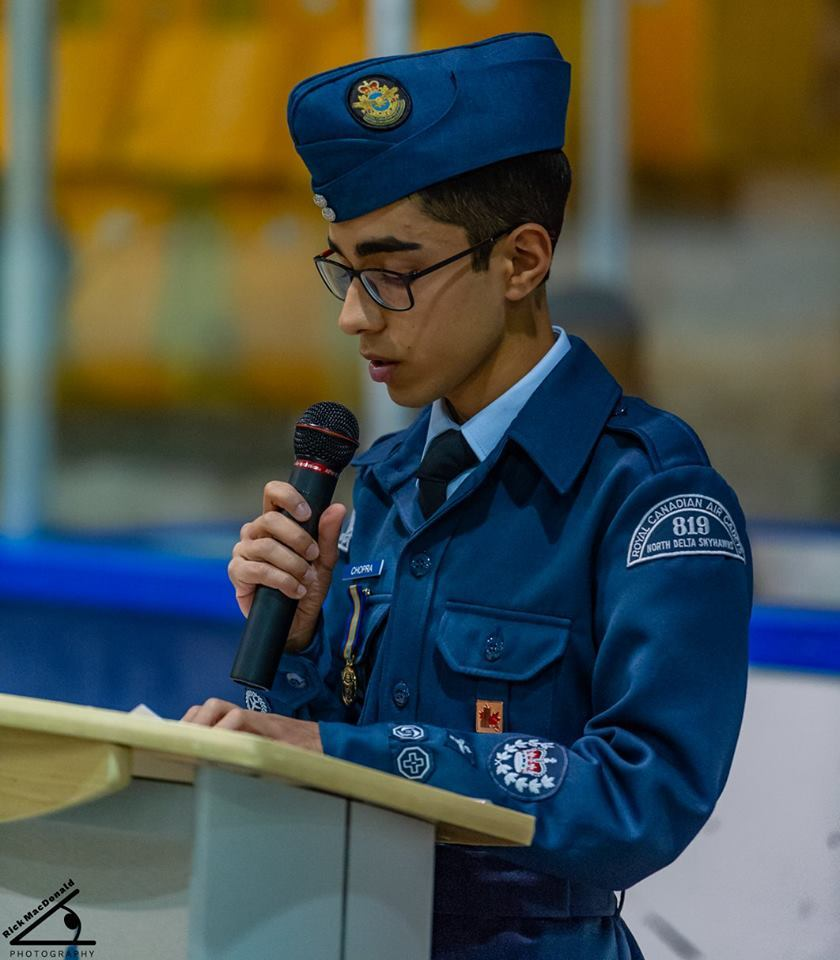 ROYAL CANADIAN AIR CADETS
819
NORTH DELTA SKYHAWKS
CHOPRA
Rick MacDonald
PHOTOGRAPHY